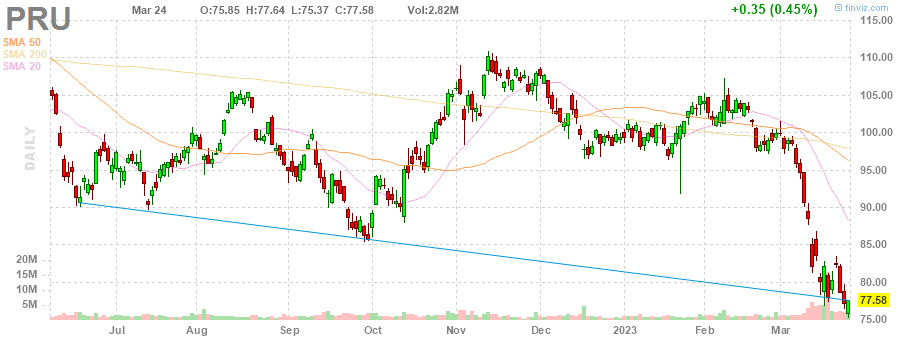 PRU Mar 24 O:75.85 H:77.64 L:75.37 C:77.58 Vol:2.82M +0.35 (0.45%)
© finviz.com
SMA 50
SMA 200
SMA 20
DAILY
115.00
110.00
105.00
100.00
95.00
90.00
85.00
80.00
77.58
75.00
20M
15M
10M
5M
Jul Aug Sep Oct Nov Dec 2023 Feb Mar